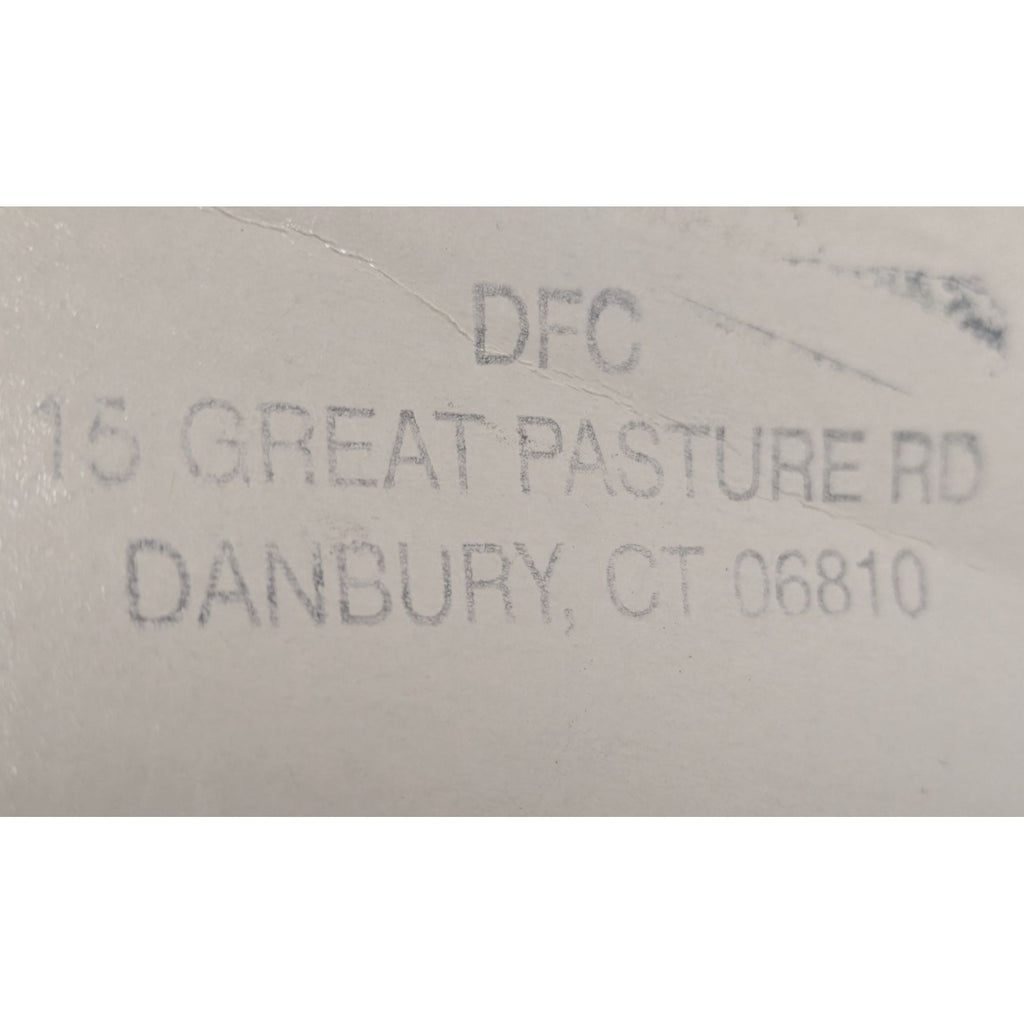 DFC
15 GREAT PASTURE RD
DANBURY, CT 06810